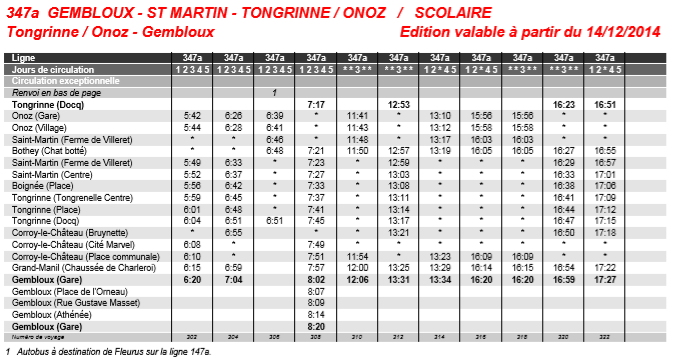 347a GEMBLOUX - ST MARTIN - TONGRINNE / ONOZ / SCOLAIRE
Tongrinne / Onoz - Gembloux Edition valable à partir du 14/12/2014
Ligne 347a 347a 347a 347a 347a 347a 347a 347a 347a 347a 347a
Jours de circulation 1 2 3 4 5 1 2 3 4 5 1 2 3 4 5 1 2 3 4 5 * * 3 * * * * 3 * * 1 2 * 4 5 1 2 * 4 5 * * 3 * * * * 3 * * 1 2 * 4 5
Circulation exceptionnelle
Renvoi en bas de page 1
Tongrinne (Docq) 7:17 12:53 16:23 16:51
Onoz (Gare) 5:42 6:26 6:39 * 11:41 * 13:10 15:56 15:56 * *
Onoz (Village) 5:44 6:28 6:41 * 11:43 * 13:12 15:58 15:58 * *
Saint-Martin (Ferme de Villeret) * * 6:46 * 11:48 * 13:17 16:03 16:03 * *
Bothey (Chat botté) * * 6:48 7:21 11:50 12:57 13:19 16:05 16:05 16:27 16:55
Saint-Martin (Ferme de Villeret) 5:49 6:33 * 7:23 * 12:59 * * * 16:29 16:57
Saint-Martin (Centre) 5:52 6:37 * 7:27 * 13:03 * * * 16:33 17:01
Boignée (Place) 5:56 6:42 * 7:33 * 13:08 * * * 16:38 17:06
Tongrinne (Tongrenelle Centre) 5:59 6:45 * 7:37 * 13:11 * * * 16:41 17:09
Tongrinne (Place) 6:01 6:48 * 7:41 * 13:14 * * * 16:44 17:12
Tongrinne (Docq) 6:04 6:51 6:51 7:45 * 13:17 * * * 16:47 17:15
Corroy-le-Château (Bruynette) * 6:55 * * 13:21 * * * 16:50 17:18
Corroy-le-Château (Cité Marvel) 6:08 * 7:49 * * * * * * *
Corroy-le-Château (Place communale) 6:10 * 7:51 11:54 * 13:23 16:09 16:09 * *
Grand-Manil (Chaussée de Charleroi) 6:15 6:59 7:57 12:00 13:25 13:29 16:14 16:15 16:54 17:22
Gembloux (Gare) 6:20 7:04 8:02 12:06 13:31 13:34 16:20 16:20 16:59 17:27
Gembloux (Place de l'Orneau) 8:07
Gembloux (Rue Gustave Masset) 8:09
Gembloux (Athénée) 8:14
Gembloux (Gare) 8:20
Numéro de voyage 302 304 306 308 310 312 314 316 318 320 322
1 Autobus à destination de Fleurus sur la ligne 147a.